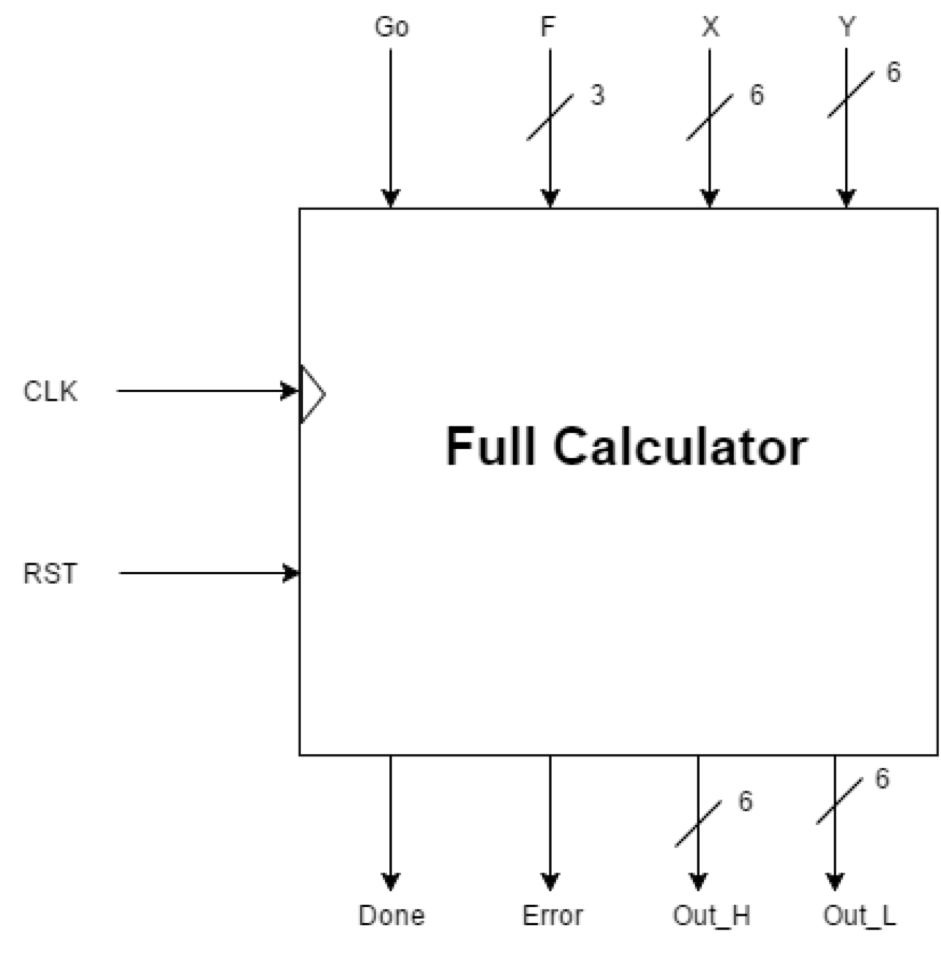 Go F X Y
3 6 6
CLK
Full Calculator
RST
6 6
Done Error Out_H Out_L